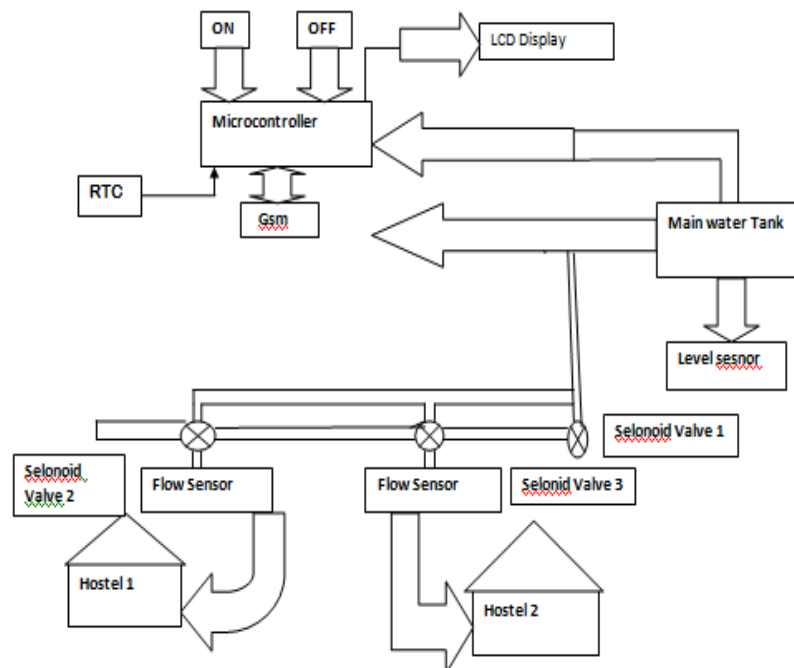 ON
OFF
LCD Display
Microcontroller
RTC
Gsm
Main water Tank
Level sesnor
Selonoid Valve 1
Selonoid
Valve 2
Flow Sensor
Flow Sensor
Selonid Valve 3
Hostel 1
Hostel 2